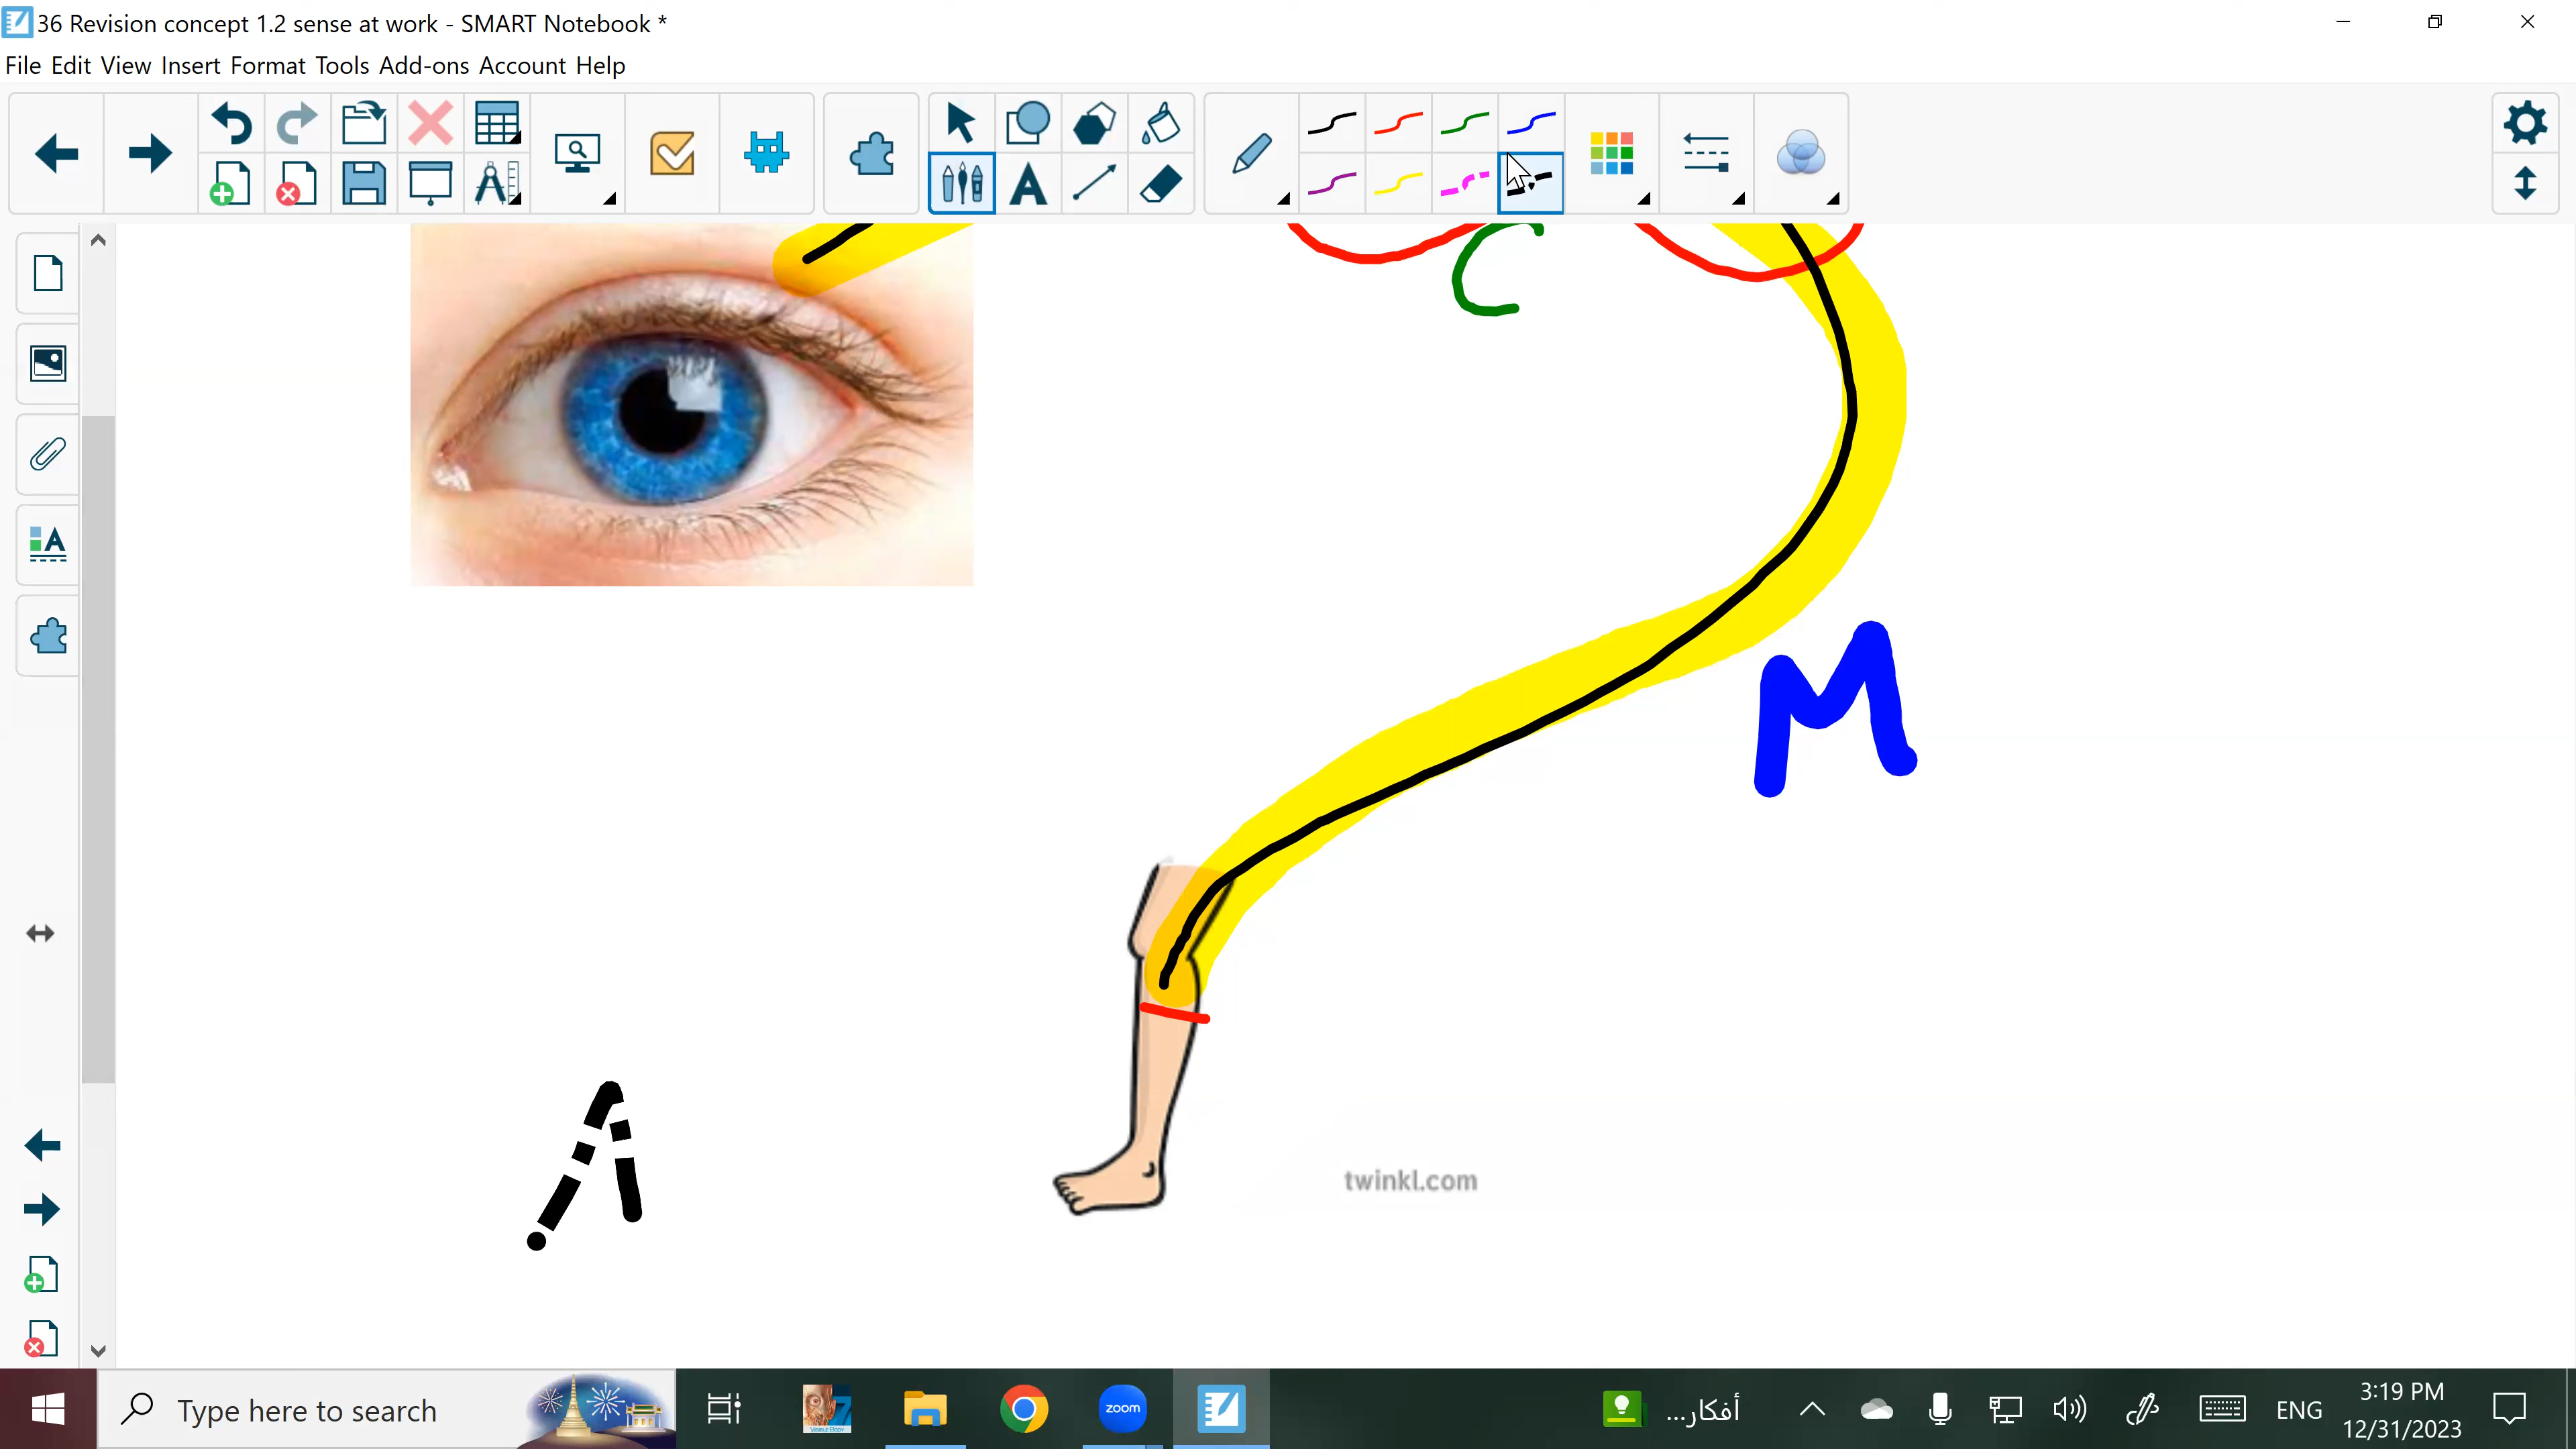 36 Revision concept 1.2 sense at work - SMART Notebook *
File Edit View Insert Format Tools Add-ons Account Help
C
M
twinkl.com
Type here to search
zoom
أفكار...
ENG
3:19 PM
12/31/2023